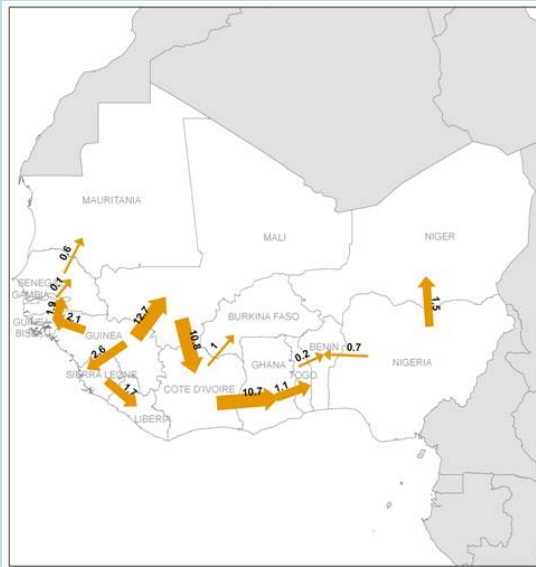 MAURITANIA
MALI
NIGER
0.6
SENEG
0.1
GAMBIA
1.9
2.1
GUINEA
BISS
GUINEA
12.7
10.8
BURKINA FASO
1.5
2.6
1
0.2
BENIN
0.7
NIGERIA
GHANA
SIERRA LEONE
TOGO
COTE D'IVOIRE
1.1
10.7
1.7
LIBERIA